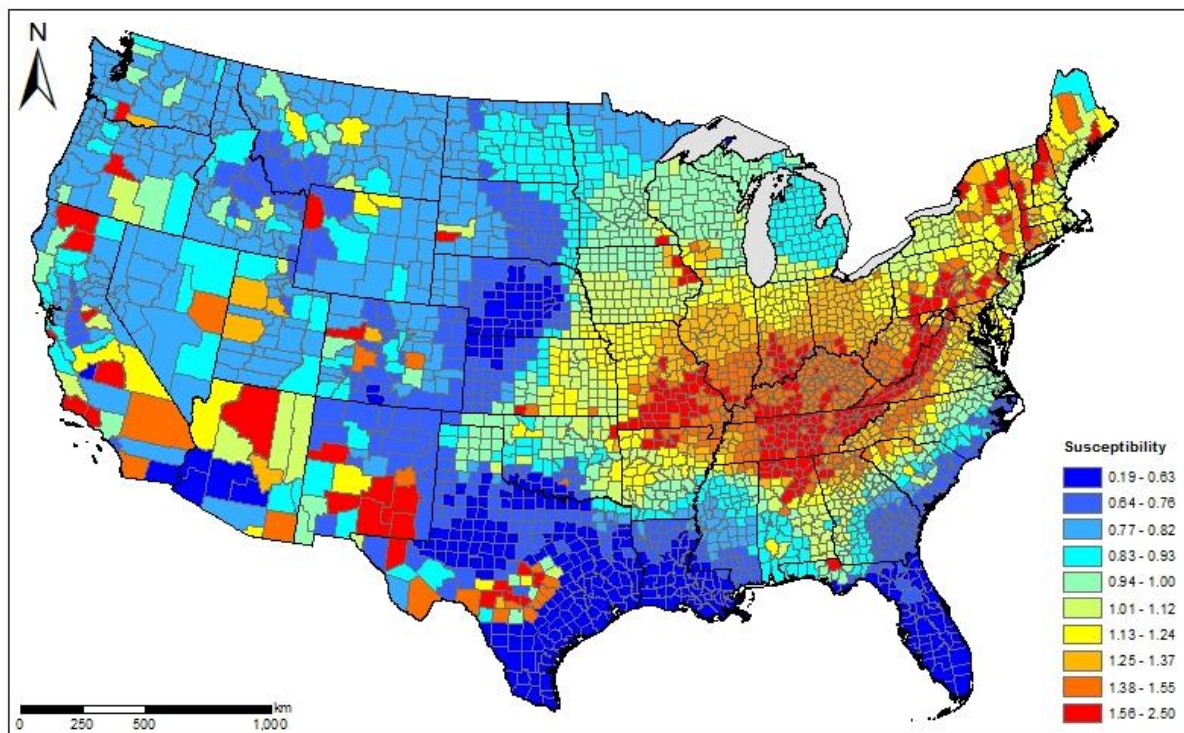 N
Susceptibility
0.19 - 0.63
0.64 - 0.76
0.77 - 0.82
0.83 - 0.93
0.94 - 1.00
1.01 - 1.12
1.13 - 1.24
1.25 - 1.37
1.38 - 1.55
1.56 - 2.50
km
0 250 500 1,000